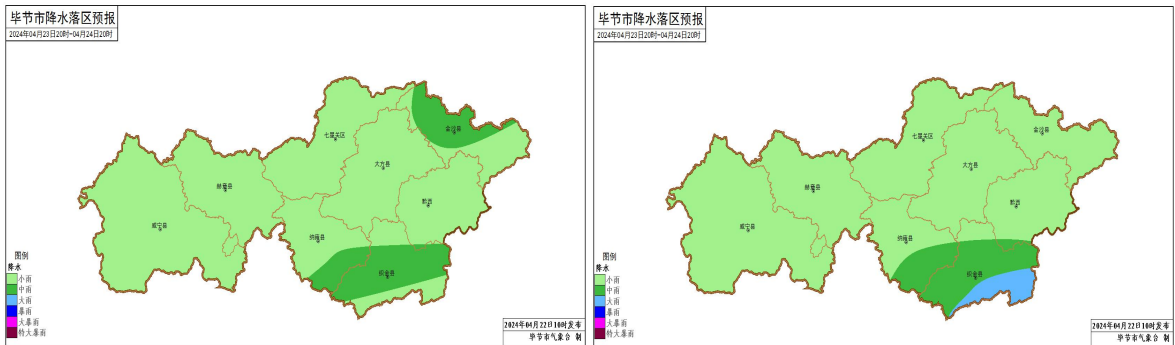 毕节市降水落区预报
2024年04月23日20时-04月24日20时
七星关区
金沙县
大方县
赫章县
黔西
威宁县
纳雍县
织金县
图例
降水
小雨
中雨
大雨
暴雨
大暴雨
特大暴雨
2024年04月22日10时发布
毕节市气象台 制
毕节市降水落区预报
2024年04月23日20时-04月24日20时
七星关区
金沙县
大方县
赫章县
黔西
威宁县
纳雍县
织金县
图例
降水
小雨
中雨
大雨
暴雨
大暴雨
特大暴雨
2024年04月22日10时发布
毕节市气象台 制